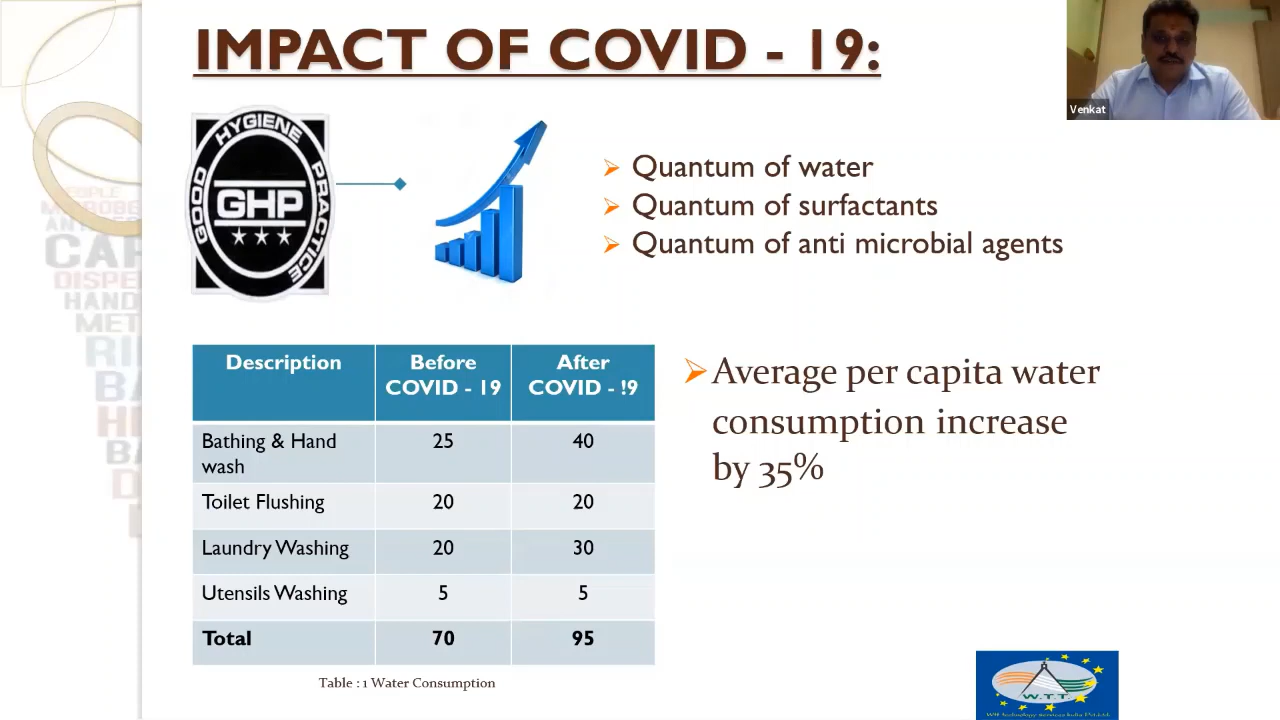 IMPACT OF COVID - 19:
Venkat
GOOD HYGIENE PRACTICE
GHP
Quantum of water
Quantum of surfactants
Quantum of anti microbial agents
Description Before COVID - 19 After COVID - !9
Bathing & Hand wash 25 40
Toilet Flushing 20 20
Laundry Washing 20 30
Utensils Washing 5 5
Total 70 95
Table : 1 Water Consumption
Average per capita water
consumption increase
by 35%
W.T.T